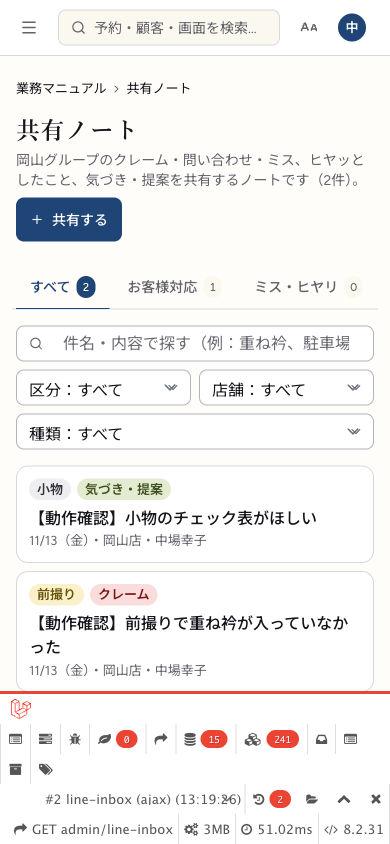 予約・顧客・画面を検索...
AA
中
業務マニュアル › 共有ノート
共有ノート
岡山グループのクレーム・問い合わせ・ミス、ヒヤッと
したこと、気づき・提案を共有するノートです（2件）。
+ 共有する
すべて 2 お客様対応 1 ミス・ヒヤリ 0
件名・内容で探す（例：重ね衿、駐車場
区分：すべて 店舗：すべて
種類：すべて
小物 気づき・提案
【動作確認】小物のチェック表がほしい
11/13（金）・岡山店・中場幸子
前撮り クレーム
【動作確認】前撮りで重ね衿が入っていなか
った
11/13（金）・岡山店・中場幸子
0 15 241
#2 line-inbox (ajax) (13:19:26) 2
GET admin/line-inbox 3MB 51.02ms 8.2.31